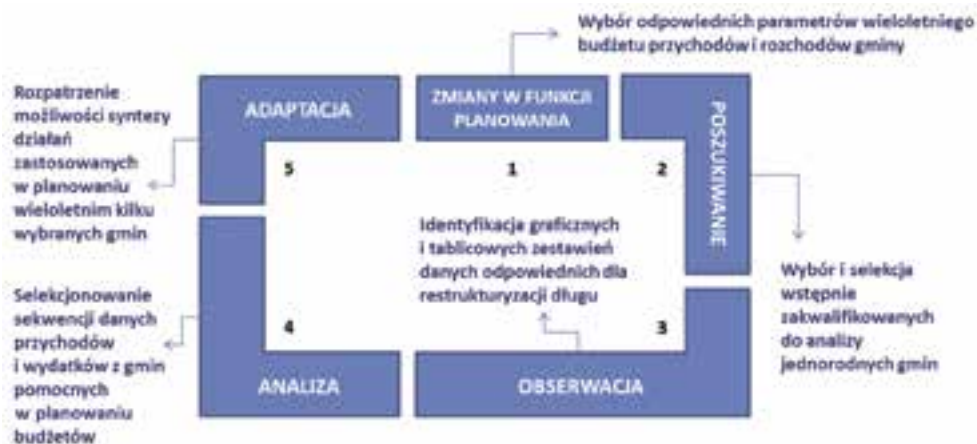 Wybór odpowiednich parametrów wieloletniego
budżetu przychodów i rozchodów gminy
ZMIANY W FUNKCJI
PLANOWANIA
1
POSZUKIWANIE
2
Wybór i selekcja
wstępnie
zakwalifikowanych
do analizy
jednorodnych gmin
Identyfikacja graficznych
i tablicowych zestawień
danych odpowiednich dla
restrukturyzacji długu
3
OBSERWACJA
4
ANALIZA
Selekcjonowanie
sekwencji danych
przychodów
i wydatków z gmin
pomocnych
w planowaniu
budżetów
ADAPTACJA
5
Rozpatrzenie
możliwości syntezy
działań
zastosowanych
w planowaniu
wieloletnim kilku
wybranych gmin